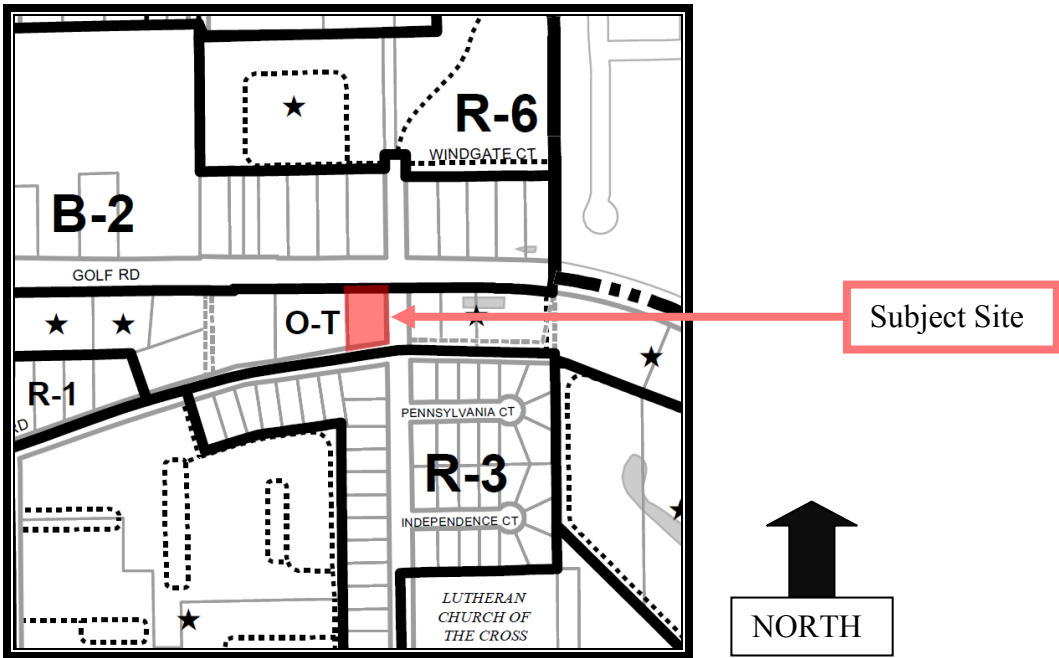 R-6
WINDGATE CT
B-2
GOLF RD
O-T
Subject Site
R-1
RD
PENNSYLVANIA CT
R-3
INDEPENDENCE CT
LUTHERAN
CHURCH OF
THE CROSS
NORTH